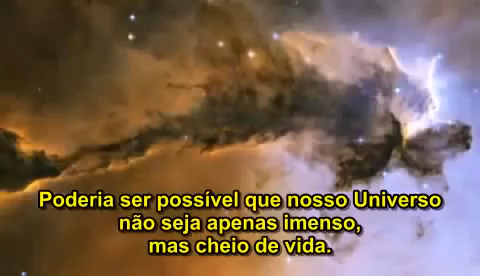 Poderia ser possível que nosso Universo
não seja apenas imenso,
mas cheio de vida.